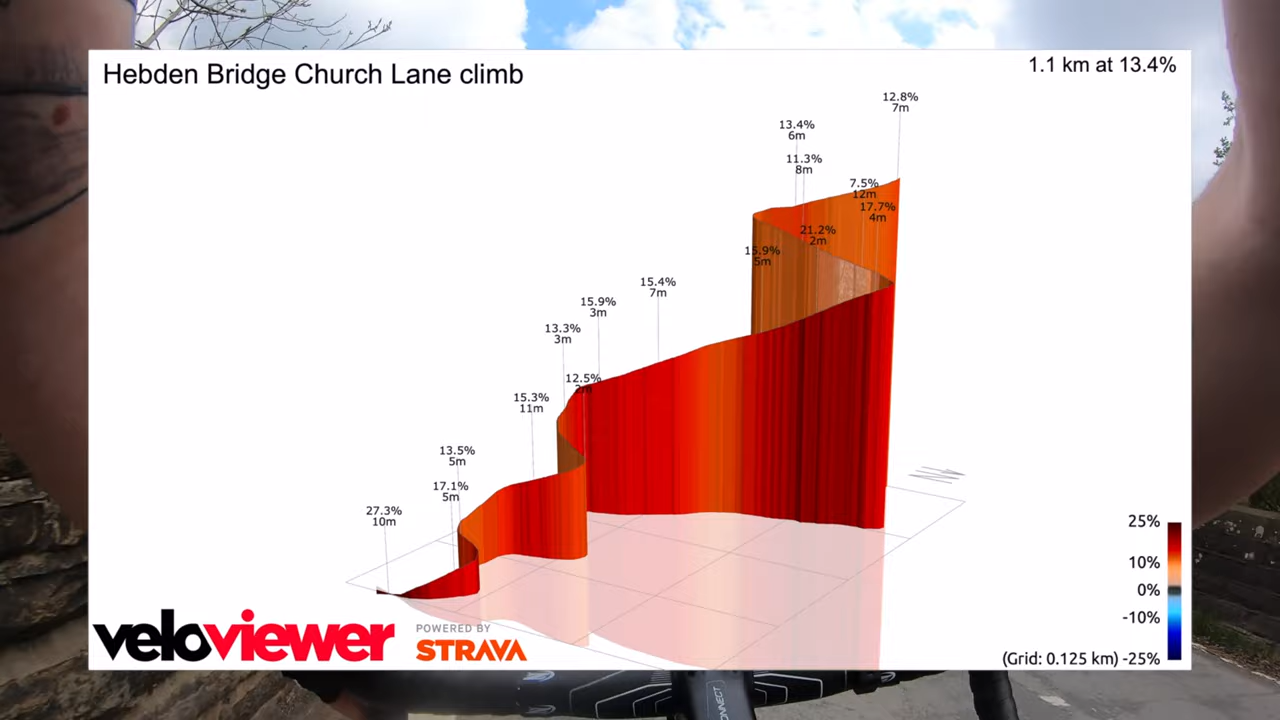 Hebden Bridge Church Lane climb
1.1 km at 13.4%
12.8%
7m
13.4%
6m
11.3%
8m
7.5%
12m
17.7%
4m
21.2%
2m
15.9%
5m
15.4%
7m
15.9%
3m
13.3%
3m
12.5%
15.3%
11m
13.5%
5m
17.1%
5m
27.3%
10m
25%
10%
0%
-10%
(Grid: 0.125 km) -25%
veloviewer
POWERED BY
STRAVA